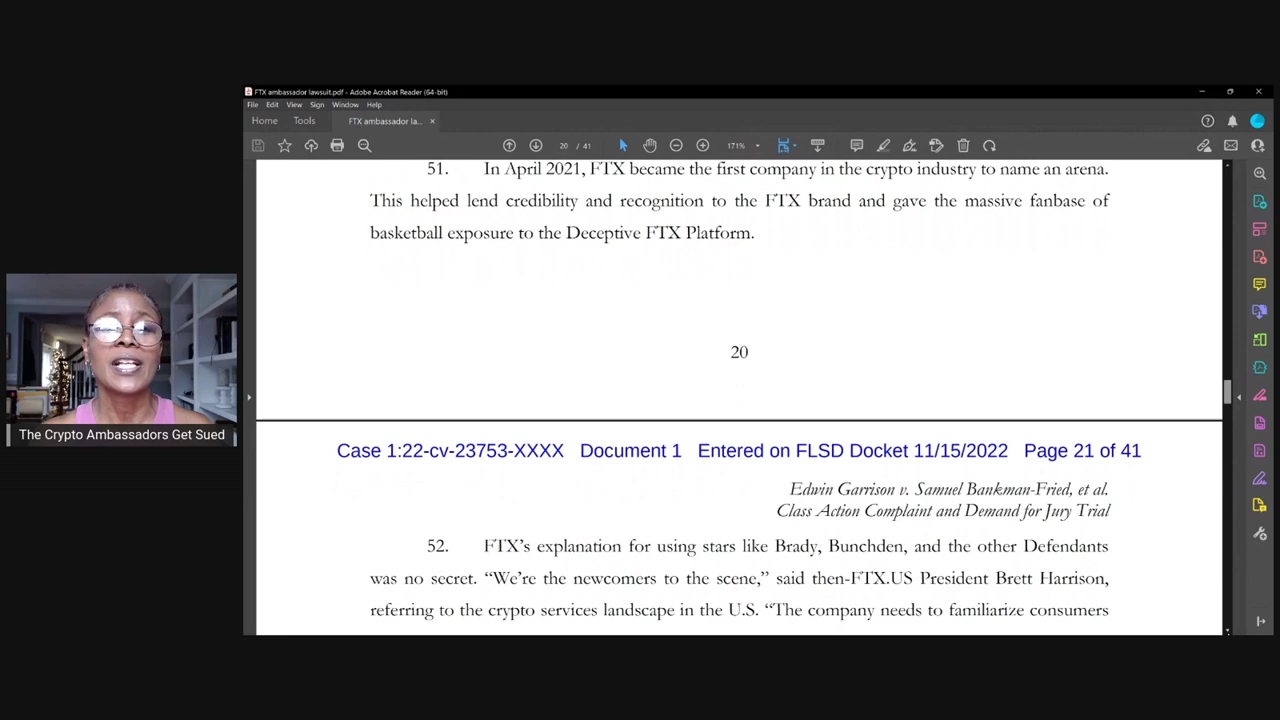 FTX ambassador lawsuit.pdf - Adobe Acrobat Reader (64-bit)
File Edit View Sign Window Help
Home Tools FTX ambassador la... ×
20 / 41 171%
51. In April 2021, FTX became the first company in the crypto industry to name an arena.
This helped lend credibility and recognition to the FTX brand and gave the massive fanbase of
basketball exposure to the Deceptive FTX Platform.
20
Case 1:22-cv-23753-XXXX Document 1 Entered on FLSD Docket 11/15/2022 Page 21 of 41
Edwin Garrison v. Samuel Bankman-Fried, et al.
Class Action Complaint and Demand for Jury Trial
52. FTX’s explanation for using stars like Brady, Bunchden, and the other Defendants
was no secret. “We’re the newcomers to the scene,” said then-FTX.US President Brett Harrison,
referring to the crypto services landscape in the U.S. “The company needs to familiarize consumers
The Crypto Ambassadors Get Sued